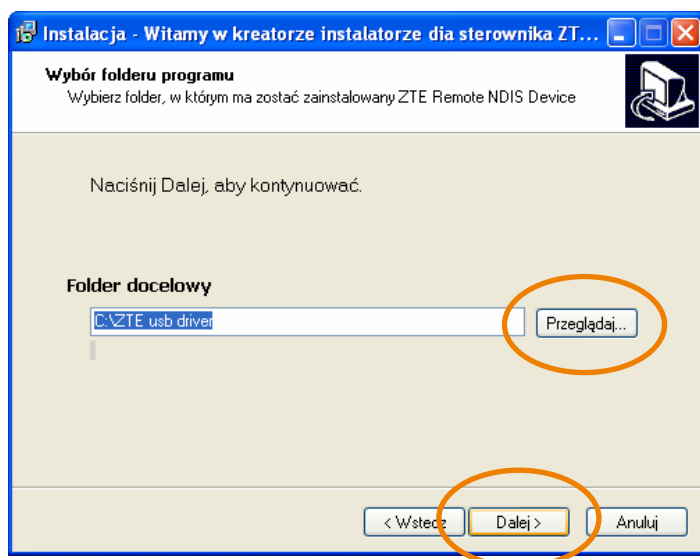 Instalacja - Witamy w kreatorze instalatorze dla sterownika ZT...
Wybór folderu programu
Wybierz folder, w którym ma zostać zainstalowany ZTE Remote NDIS Device
Naciśnij Dalej, aby kontynuować.
Folder docelowy
C:\ZTE usb driver
Przeglądaj...
< Wstecz
Dalej >
Anuluj